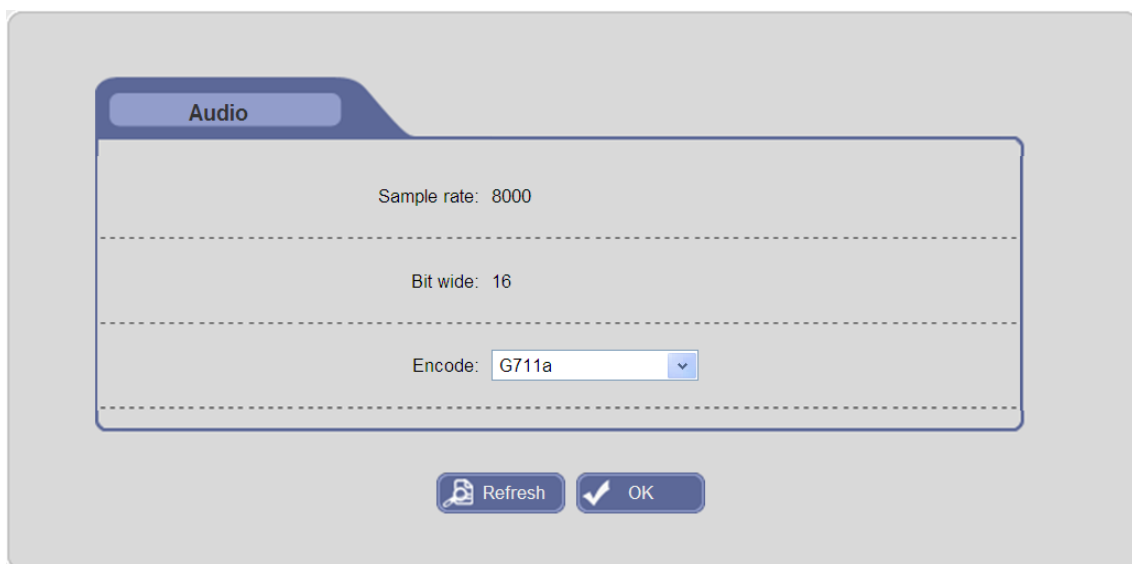 Audio
Sample rate: 8000
Bit wide: 16
Encode: G711a
Refresh OK